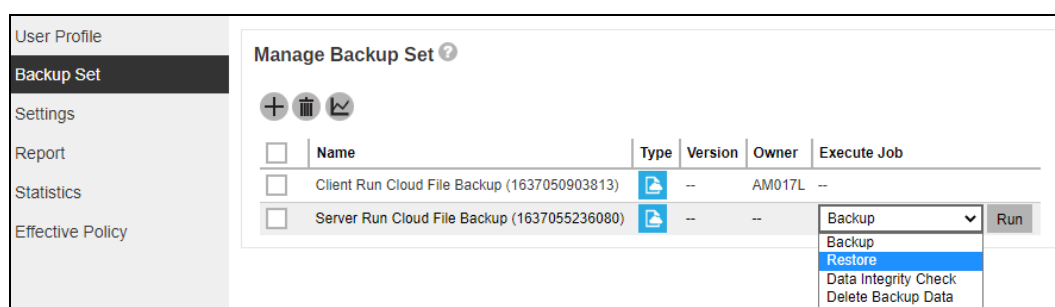 User Profile
Backup Set
Settings
Report
Statistics
Effective Policy
Manage Backup Set ?
Name Type Version Owner Execute Job
Client Run Cloud File Backup (1637050903813) -- AM017L --
Server Run Cloud File Backup (1637055236080) -- -- Backup Run
Backup
Restore
Data Integrity Check
Delete Backup Data